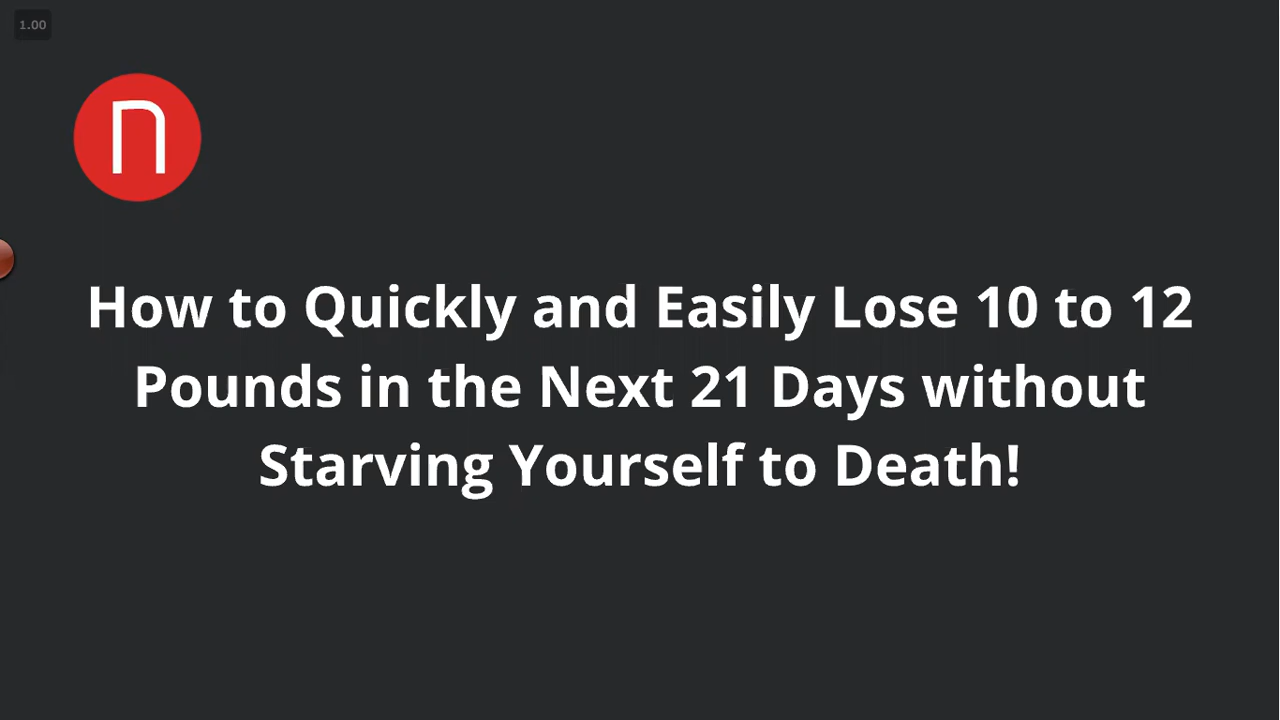 1.00
n
How to Quickly and Easily Lose 10 to 12
Pounds in the Next 21 Days without
Starving Yourself to Death!